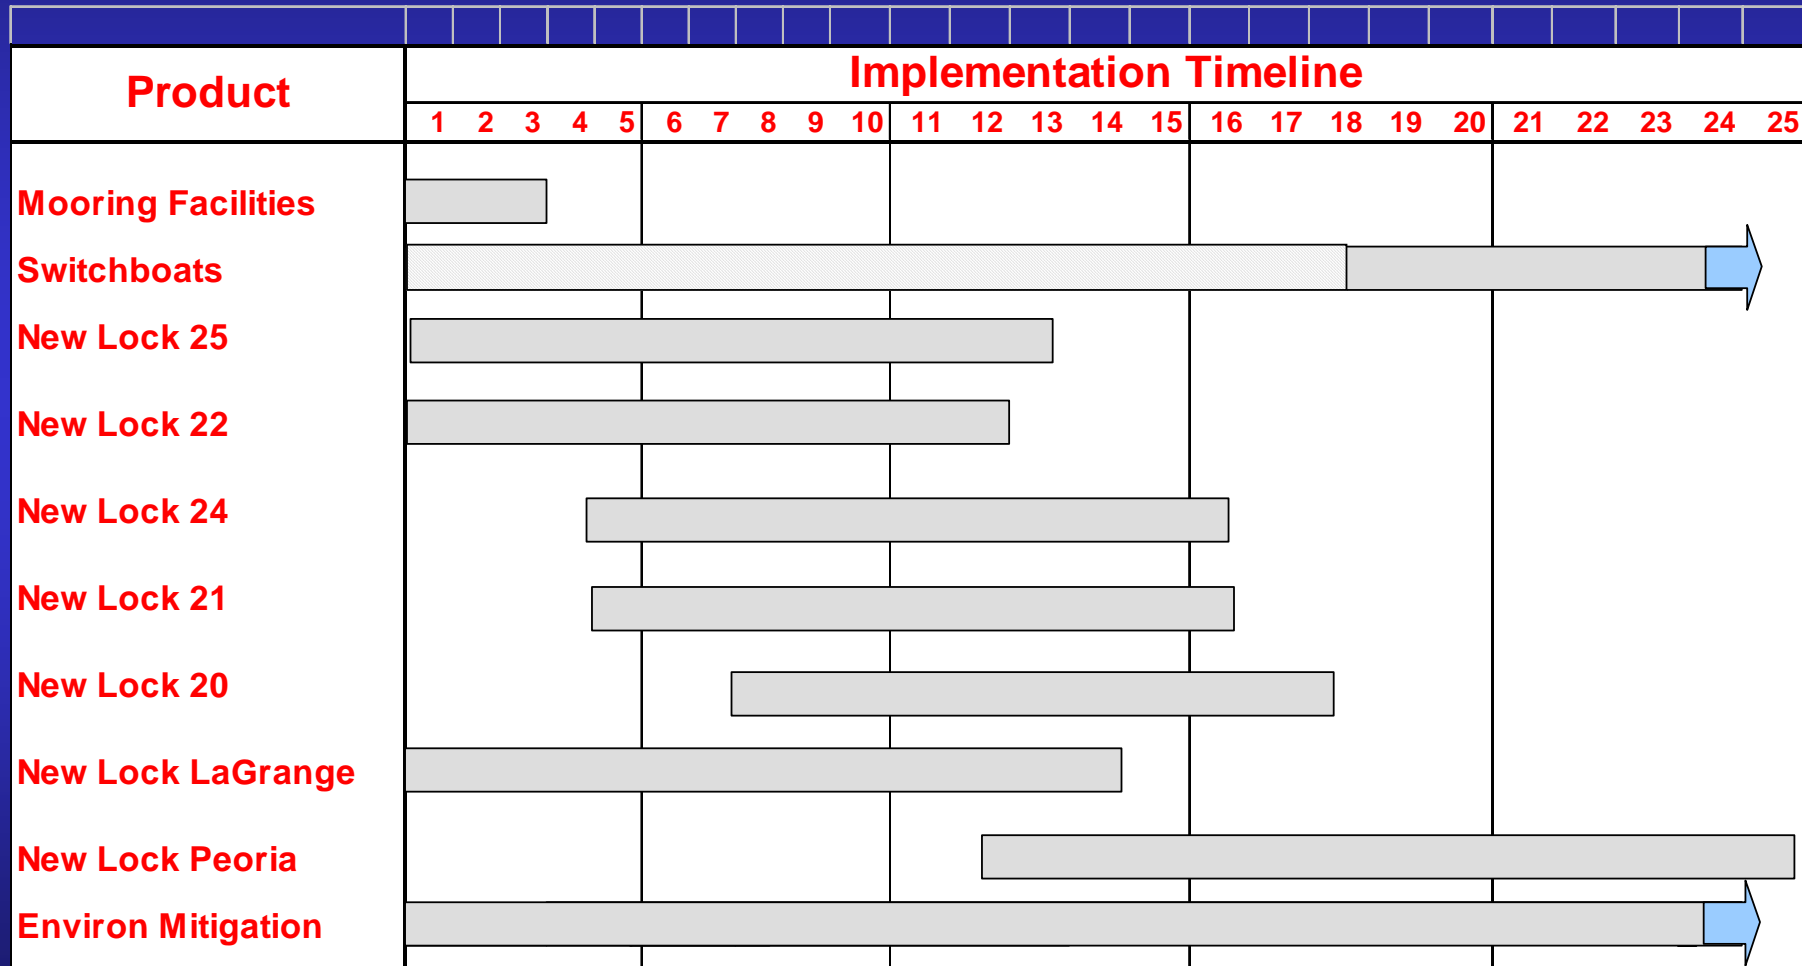 Product
Implementation Timeline
1 2 3 4 5 6 7 8 9 10 11 12 13 14 15 16 17 18 19 20 21 22 23 24 25
Mooring Facilities
Switchboats
New Lock 25
New Lock 22
New Lock 24
New Lock 21
New Lock 20
New Lock LaGrange
New Lock Peoria
Environ Mitigation